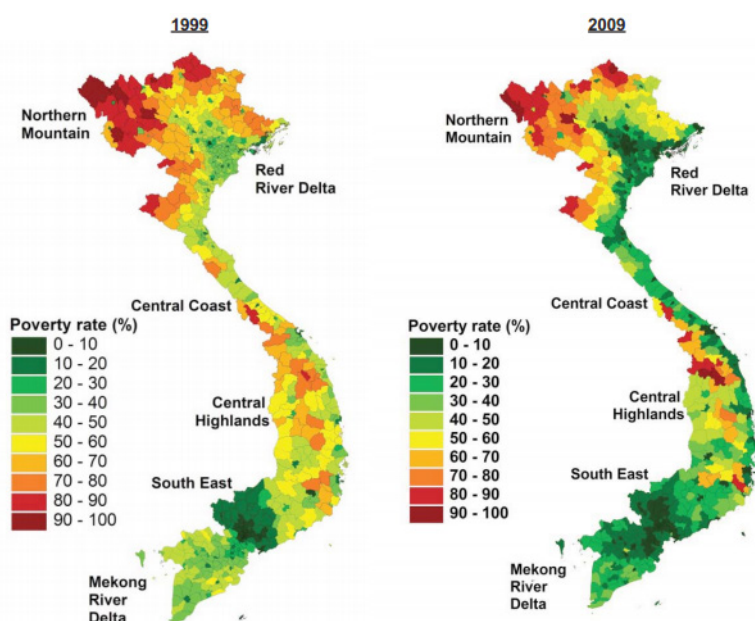 1999
Northern
Mountain
Red
River Delta
Central Coast
Poverty rate (%)
0 - 10
10 - 20
20 - 30
30 - 40
40 - 50
50 - 60
60 - 70
70 - 80
80 - 90
90 - 100
Central
Highlands
South East
Mekong
River
Delta
2009
Northern
Mountain
Red
River Delta
Central Coast
Poverty rate (%)
0 - 10
10 - 20
20 - 30
30 - 40
40 - 50
50 - 60
60 - 70
70 - 80
80 - 90
90 - 100
Central
Highlands
South East
Mekong
River
Delta